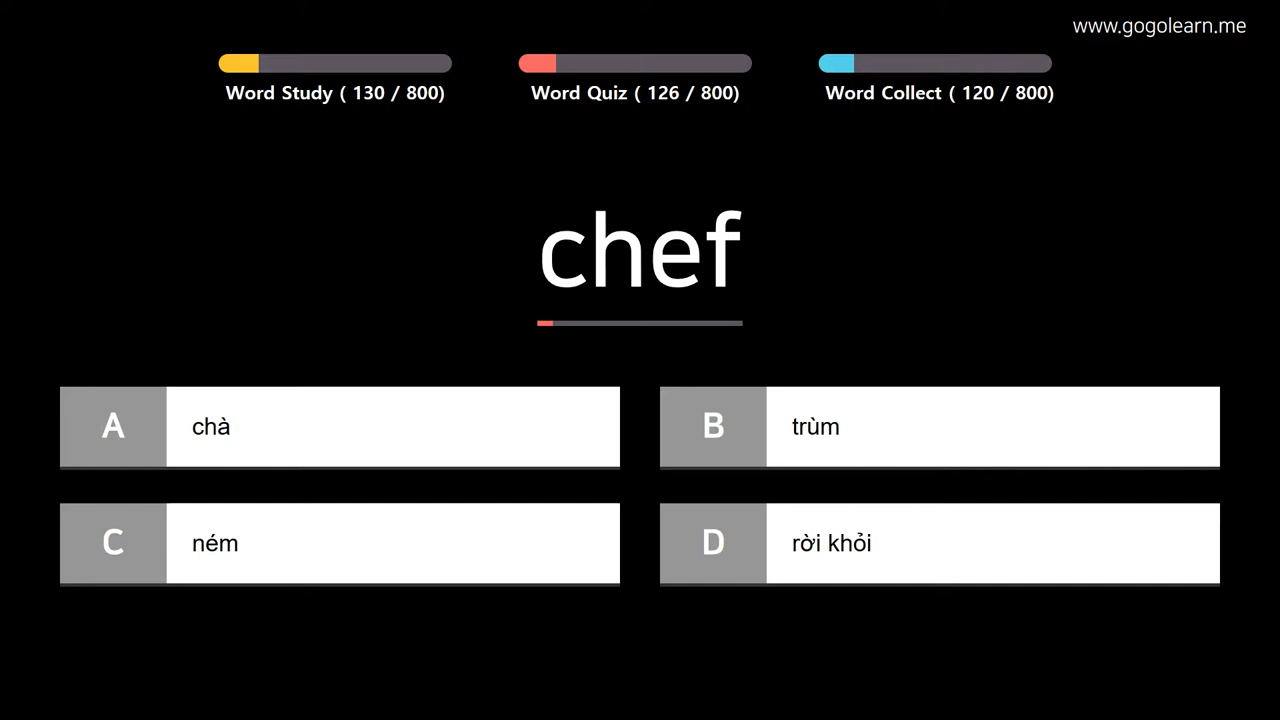 www.gogolearn.me
Word Study ( 130 / 800)
Word Quiz ( 126 / 800)
Word Collect ( 120 / 800)
chef
A chà
B trùm
C ném
D rời khỏi